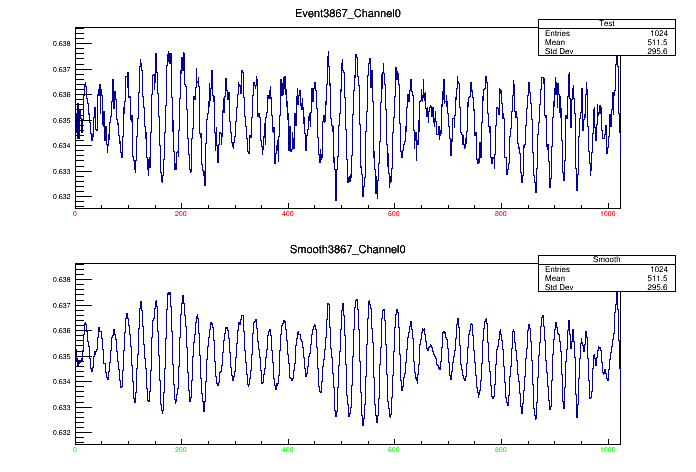 Event3867_Channel0
Test
Entries 1024
Mean 511.5
Std Dev 295.6
0.638
0.637
0.636
0.635
0.634
0.633
0.632
0 200 400 600 800 1000
Smooth3867_Channel0
Smooth
Entries 1024
Mean 511.5
Std Dev 295.6
0.638
0.637
0.636
0.635
0.634
0.633
0.632
0 200 400 600 800 1000